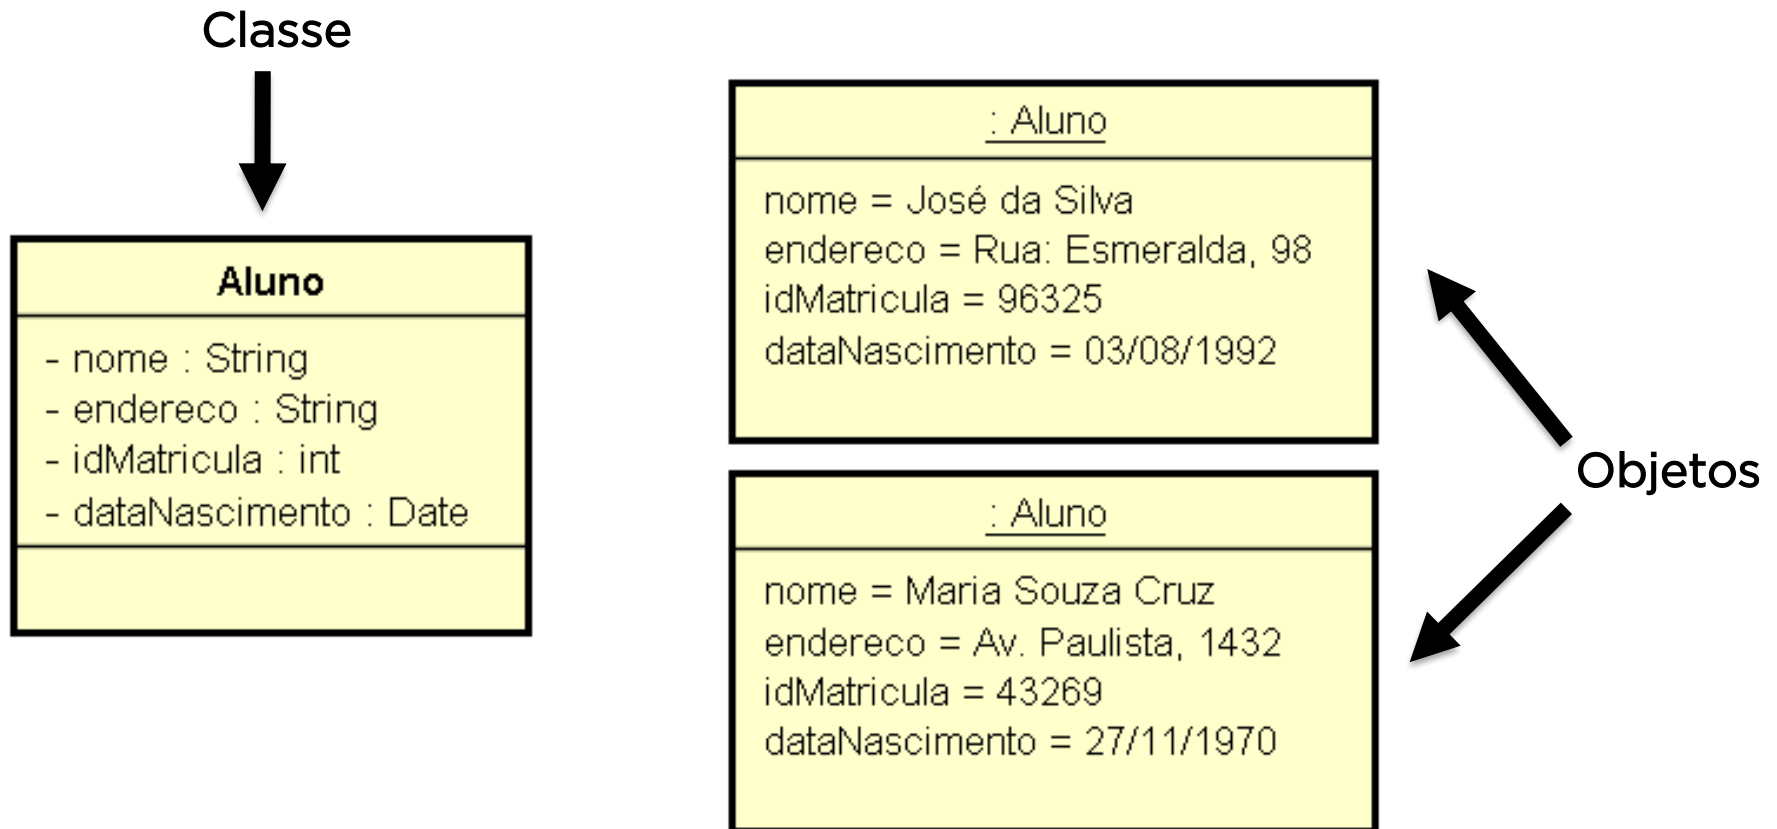 Classe
Aluno
- nome : String
- endereco : String
- idMatricula : int
- dataNascimento : Date
: Aluno
nome = José da Silva
endereco = Rua: Esmeralda, 98
idMatricula = 96325
dataNascimento = 03/08/1992
: Aluno
nome = Maria Souza Cruz
endereco = Av. Paulista, 1432
idMatricula = 43269
dataNascimento = 27/11/1970
Objetos